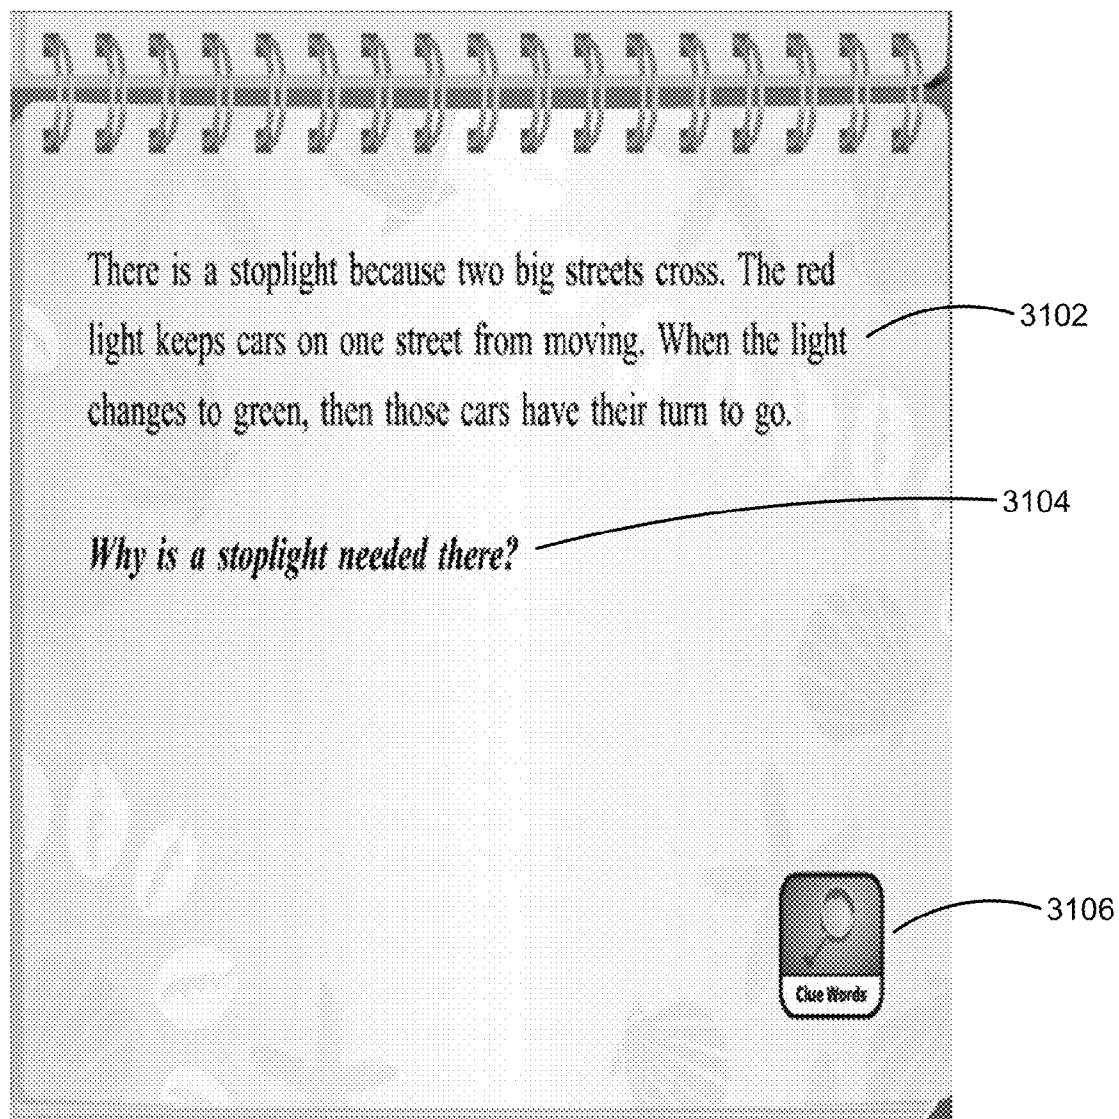 There is a stoplight because two big streets cross. The red
light keeps cars on one street from moving. When the light
changes to green, then those cars have their turn to go.
Why is a stoplight needed there?
Clue Words
3102
3104
3106